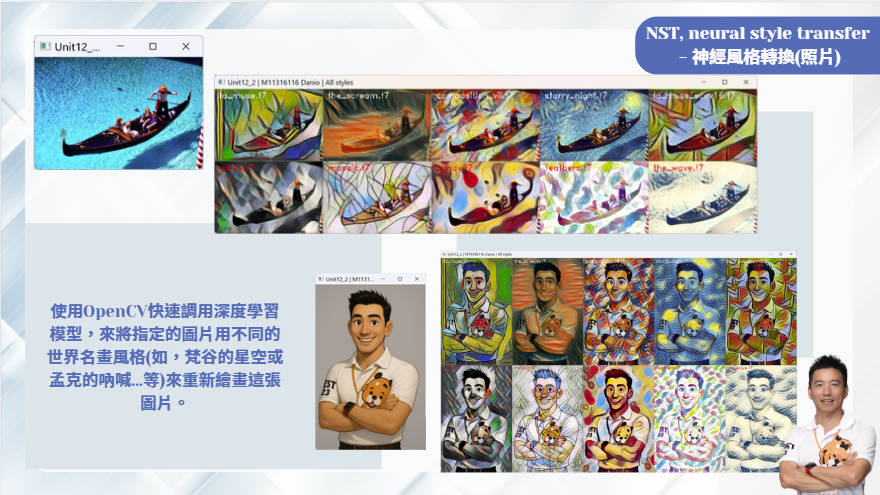 NST, neural style transfer
– 神經風格轉換(照片)
Unit12_...
Unit12_2 | M11316116 Danio | All styles
la_muse.t7
the_scream.t7
composition_vii.t7
starry_night.t7
la_muse_eccv16.t7
mosaic.t7
candy.t7
feathers.t7
the_wave.t7
Unit12_2 | M1131...
Unit12_2 | M11316116 Danio | All styles
使用OpenCV快速調用深度學習
模型，來將指定的圖片用不同的
世界名畫風格(如，梵谷的星空或
孟克的吶喊...等)來重新繪畫這張
圖片。